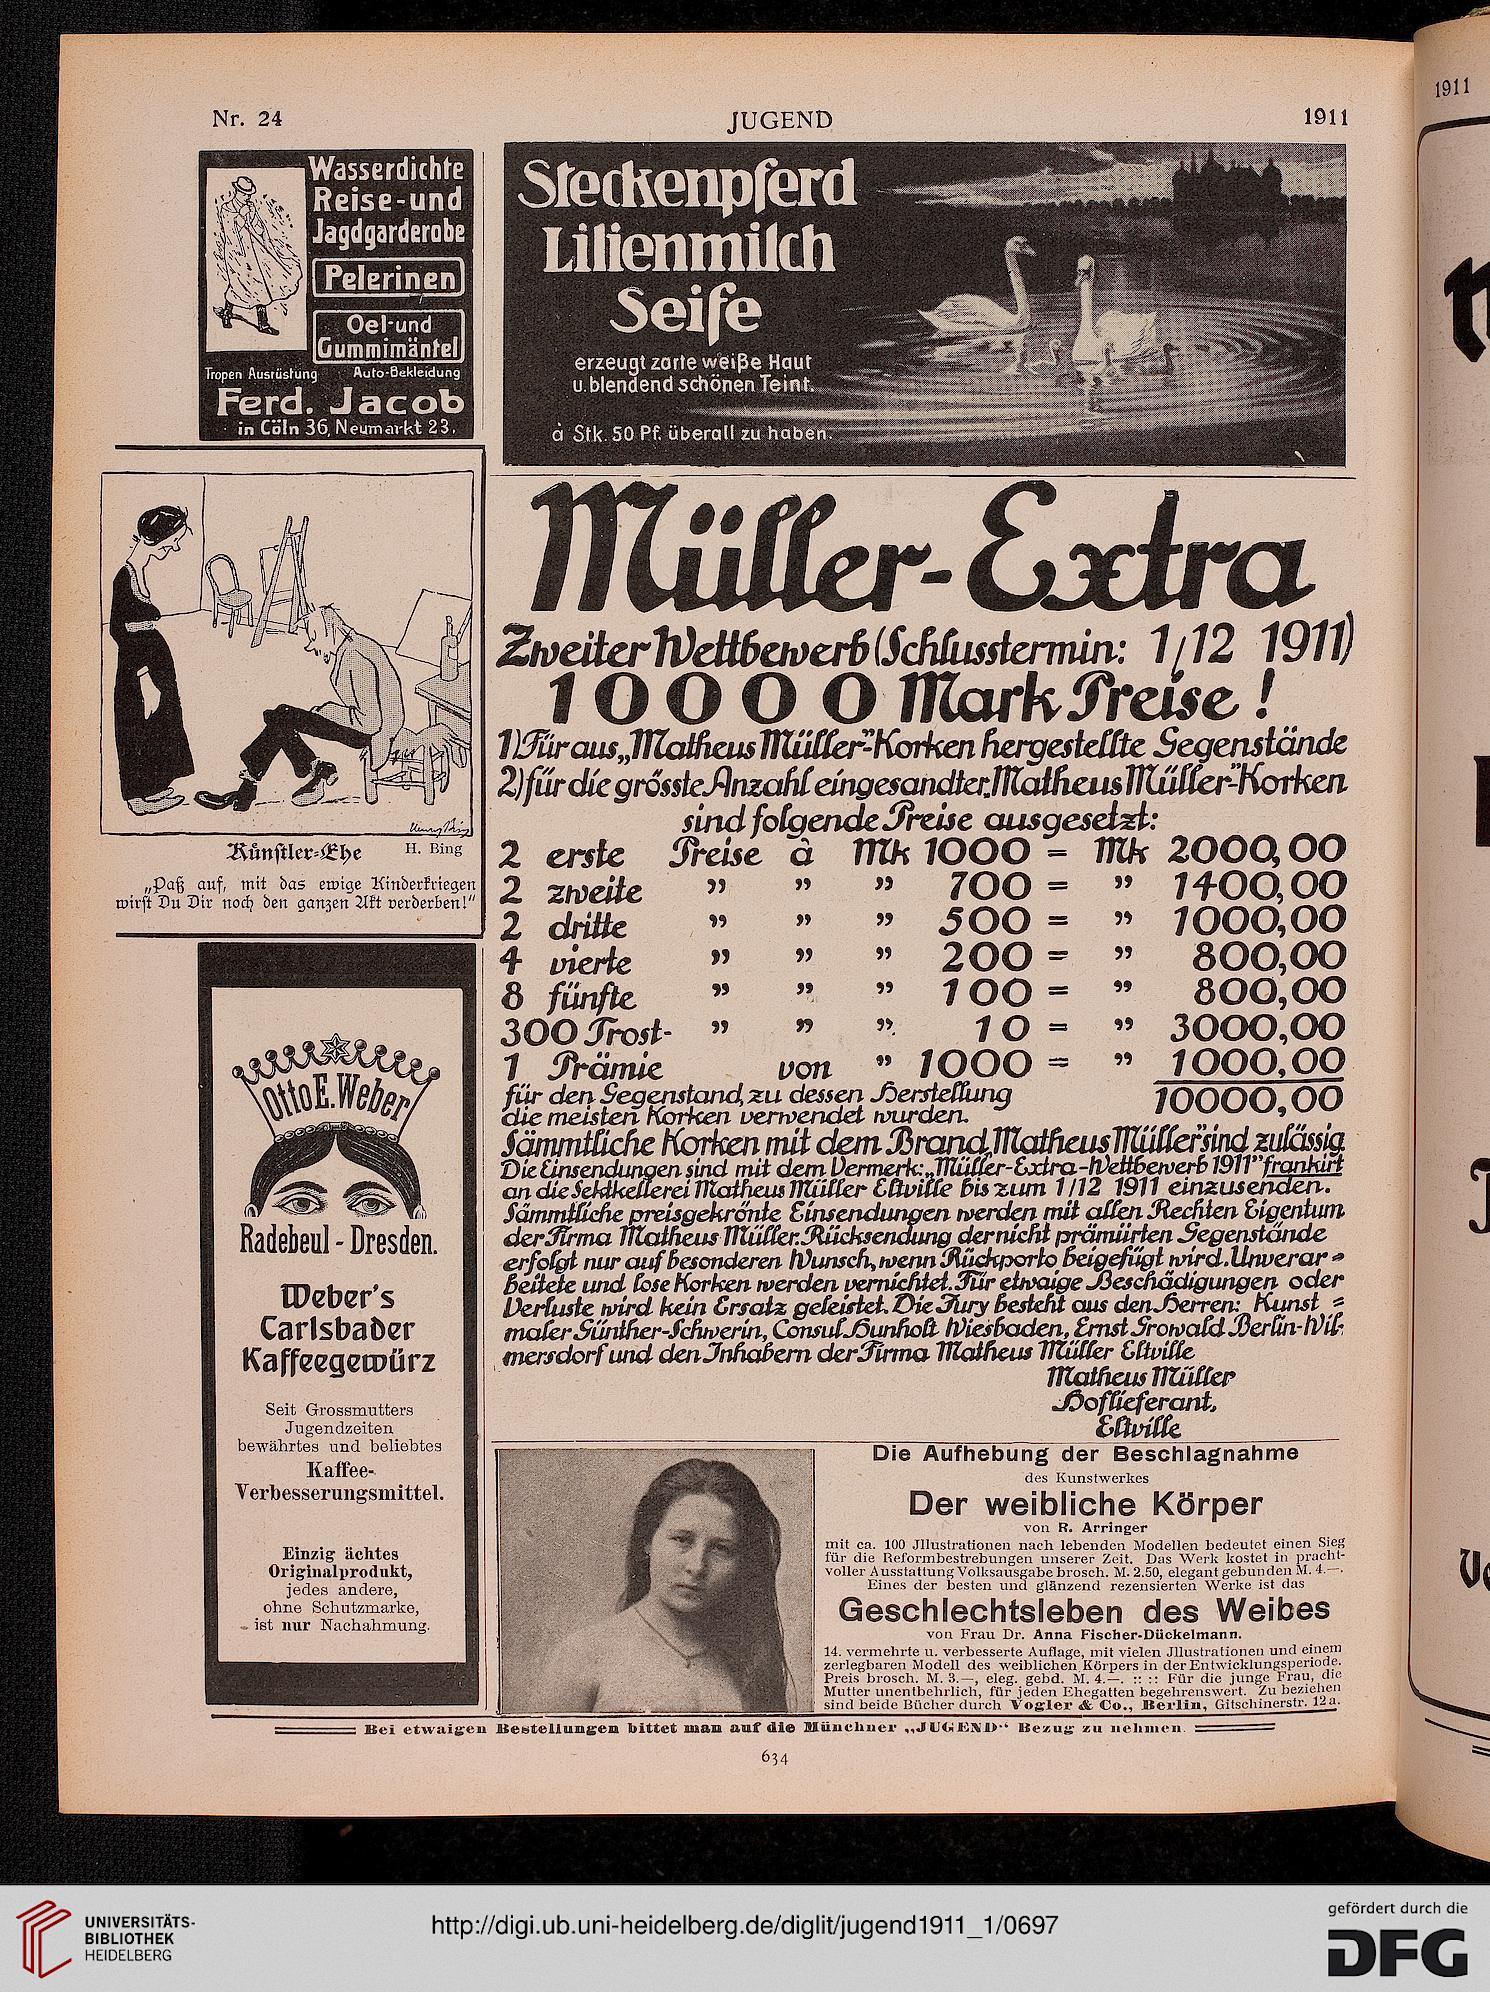 Nr. 24
JUGEND
1911
1911
Wasserdichte
Reise-und
Jagdgarderobe
Pelerinen
Oel-und
Gummimäntel
Tropen Ausrüstung Auto-Bekleidung
Ferd. Jacob
in Cöln 36, Neumarkt 23.
Steckenpferd
Lilienmilch
Seife
erzeugt zarte weiße Haut
u. blendend schönen Teint.
à Stk. 50 Pf. überall zu haben.
Künstler-Ehe
H. Bing
„Paß auf, mit das ewige Kinderkriegen
wirst Du Dir noch den ganzen Akt verderben!“
Otto E. Weber
Radebeul - Dresden.
Weber's
Carlsbader
Kaffeegewürz
Seit Grossmutters
Jugendzeiten
bewährtes und beliebtes
Kaffee-
Verbesserungsmittel.
Einzig ächtes
Originalprodukt,
jedes andere,
ohne Schutzmarke,
ist nur Nachahmung.
Müller-Extra
Zweiter Wettbewerb (Schlusstermin: 1/12 1911)
10000 Mark Preise!
1) Für aus „Matheus Müller“-Korken hergestellte Gegenstände
2) für die grösste Anzahl eingesandter „Matheus Müller“-Korken
sind folgende Preise ausgesetzt:
2 erste Preise à Mk 1000 = Mk 2000,00
2 zweite " " " 700 = " 1400,00
2 dritte " " " 500 = " 1000,00
4 vierte " " " 200 = " 800,00
8 fünfte " " " 100 = " 800,00
300 Trost- " " " 10 = " 3000,00
1 Prämie von " 1000 = " 1000,00
für den Gegenstand, zu dessen Herstellung
die meisten Korken verwendet wurden.
10000,00
Sämmtliche Korken mit dem Brand „Matheus Müller“ sind zulässig.
Die Einsendungen sind mit dem Vermerk: „Müller-Extra-Wettbewerb 1911“ frankirt
an die Sektkellerei Matheus Müller Eltville bis zum 1/12 1911 einzusenden.
Sämmtliche preisgekrönte Einsendungen werden mit allen Rechten Eigentum
der Firma Matheus Müller. Rücksendung der nicht prämiirten Gegenstände
erfolgt nur auf besonderen Wunsch, wenn Rückporto beigefügt wird. Unverar=
beitete und lose Korken werden vernichtet. Für etwaige Beschädigungen oder
Verluste wird kein Ersatz geleistet. Die Jury besteht aus den Herren: Kunst=
maler Günther-Schwerin, Consul Hunholt Wiesbaden, Ernst Growald Berlin-Wil-
mersdorf und den Inhabern der Firma Matheus Müller Eltville
Matheus Müller
Hoflieferant,
Eltville
Die Aufhebung der Beschlagnahme
des Kunstwerkes
Der weibliche Körper
von R. Arringer
mit ca. 100 Jllustrationen nach lebenden Modellen bedeutet einen Sieg
für die Reformbestrebungen unserer Zeit. Das Werk kostet in pracht-
voller Ausstattung Volksausgabe brosch. M. 2.50, elegant gebunden M. 4.—.
Eines der besten und glänzend rezensierten Werke ist das
Geschlechtsleben des Weibes
von Frau Dr. Anna Fischer-Dückelmann.
14. vermehrte u. verbesserte Auflage, mit vielen Jllustrationen und einem
zerlegbaren Modell des weiblichen Körpers in der Entwicklungsperiode.
Preis brosch. M. 3.—, eleg. gebd. M. 4.—. :: :: Für die junge Frau, die
Mutter unentbehrlich, für jeden Ehegatten begehrenswert. Zu beziehen
sind beide Bücher durch Vogler & Co., Berlin, Gitschinerstr. 12a.
Bei etwaigen Bestellungen bittet man auf die Münchner „JUGEND“ Bezug zu nehmen.
634
UNIVERSITÄTS-
BIBLIOTHEK
HEIDELBERG
http://digi.ub.uni-heidelberg.de/diglit/jugend1911_1/0697
gefördert durch die
DFG